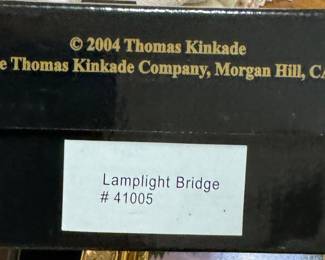 © 2004 Thomas Kinkade
e Thomas Kinkade Company, Morgan Hill, CA
Lamplight Bridge
# 41005